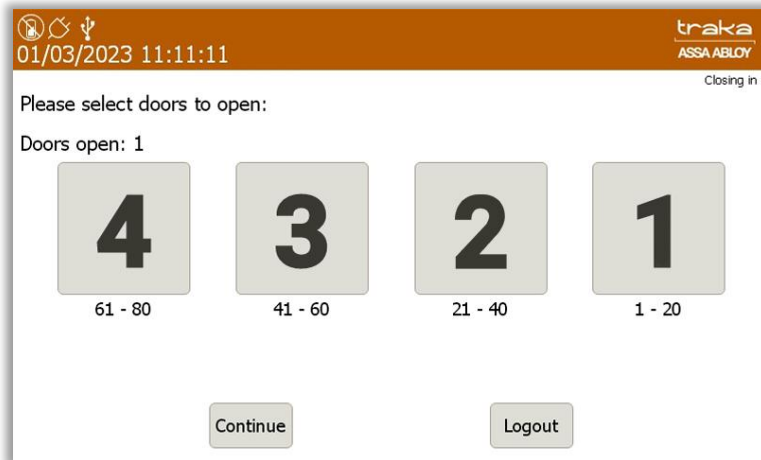 traka
01/03/2023 11:11:11
ASSA ABLOY
Closing in
Please select doors to open:
Doors open: 1
4 3 2 1
61 - 80 41 - 60 21 - 40 1 - 20
Continue Logout